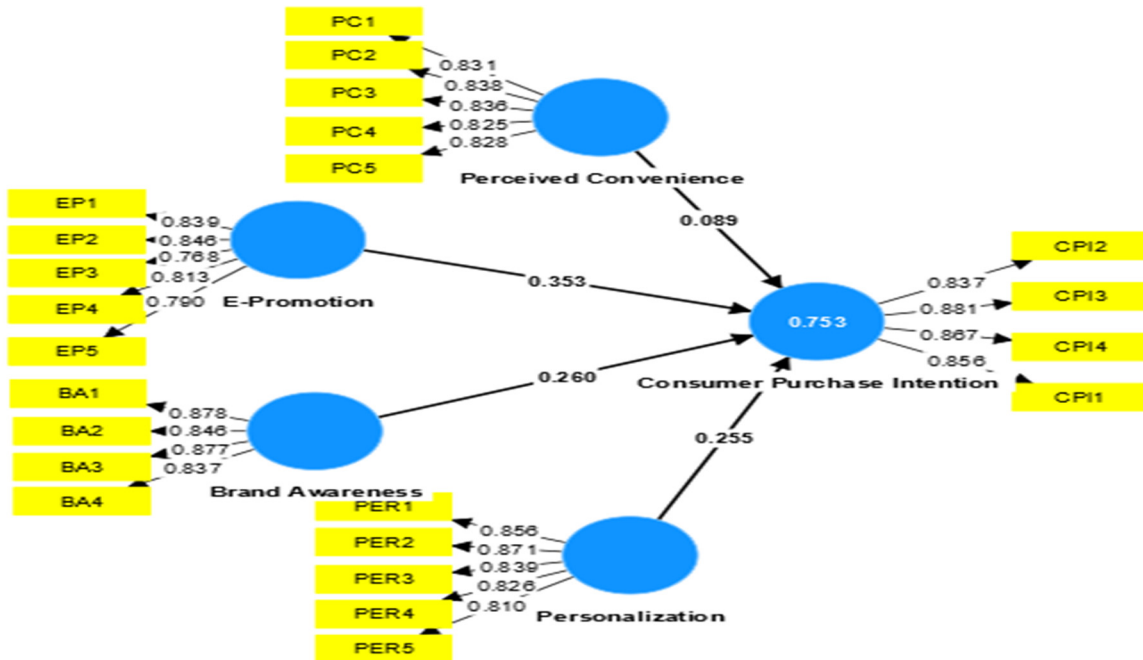 PC1
PC2
PC3
PC4
PC5
0.831
0.838
0.836
0.825
0.828
Perceived Convenience
0.089
EP1
EP2
EP3
EP4
EP5
0.839
0.846
0.768
0.813
0.790
E-Promotion
0.353
BA1
BA2
BA3
BA4
0.878
0.846
0.877
0.837
Brand Awareness
0.260
PER1
PER2
PER3
PER4
PER5
0.856
0.871
0.839
0.826
0.810
Personalization
0.255
0.753
Consumer Purchase Intention
0.837
0.881
0.867
0.856
CPI2
CPI3
CPI4
CPI1